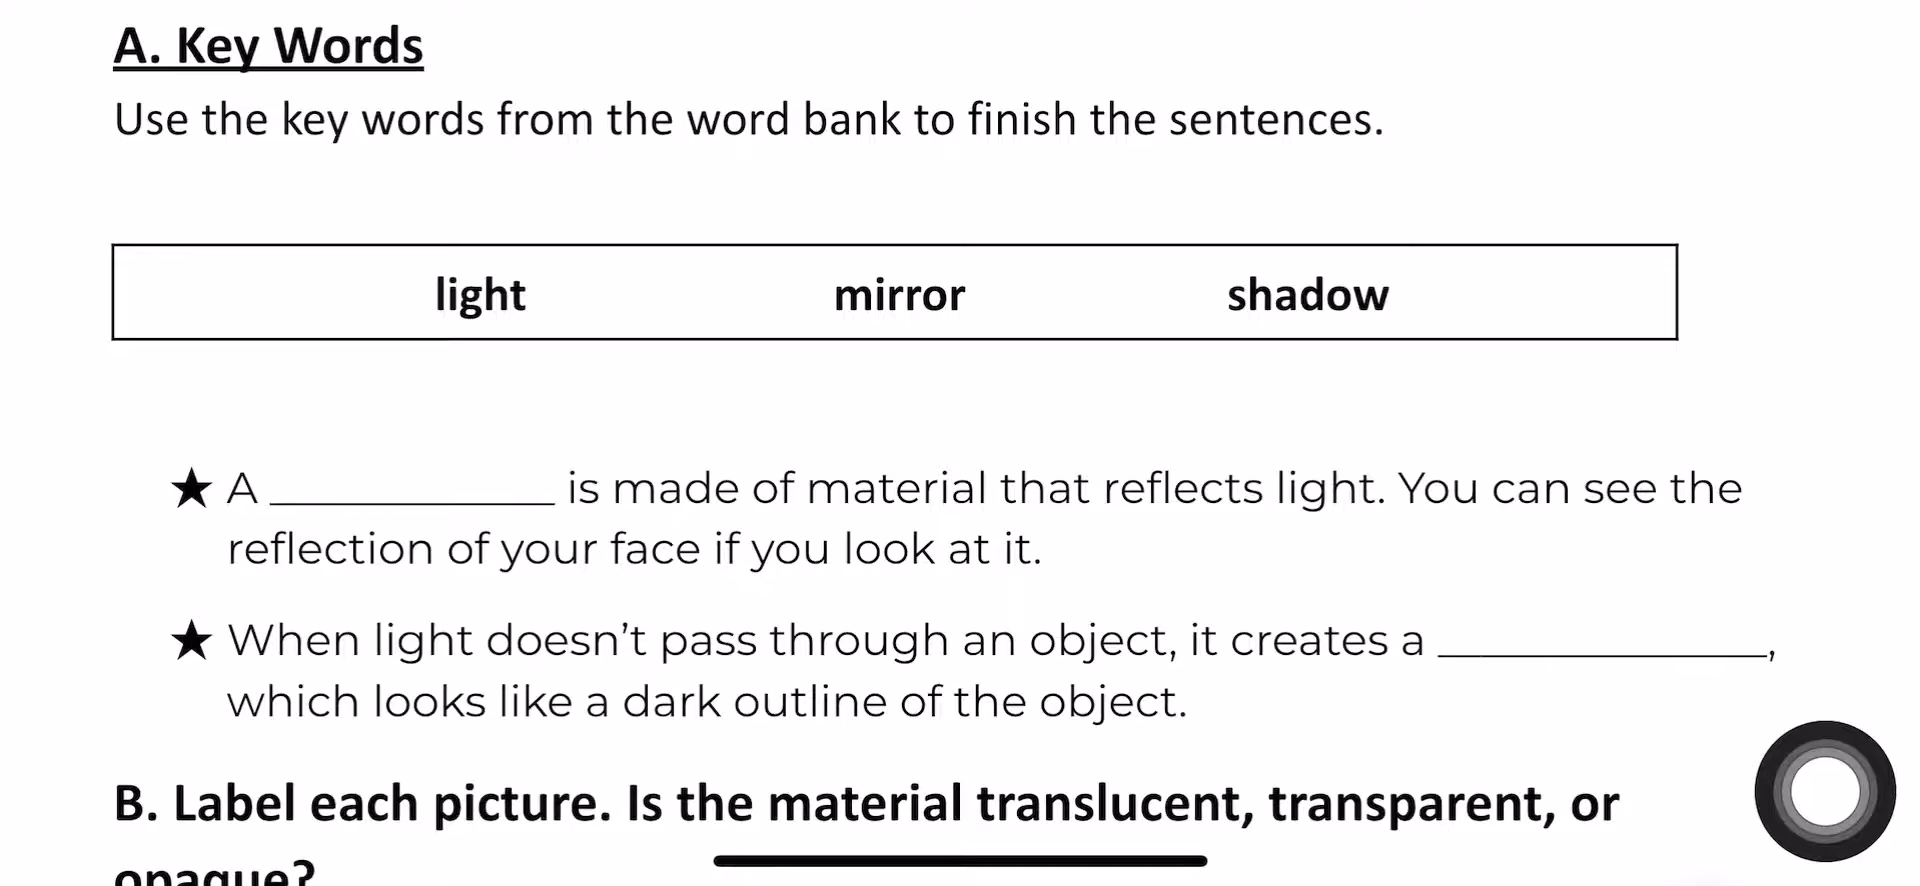 A. Key Words
Use the key words from the word bank to finish the sentences.
light mirror shadow
★ A _____________ is made of material that reflects light. You can see the
reflection of your face if you look at it.
★ When light doesn’t pass through an object, it creates a _______________,
which looks like a dark outline of the object.
B. Label each picture. Is the material translucent, transparent, or
opaque?